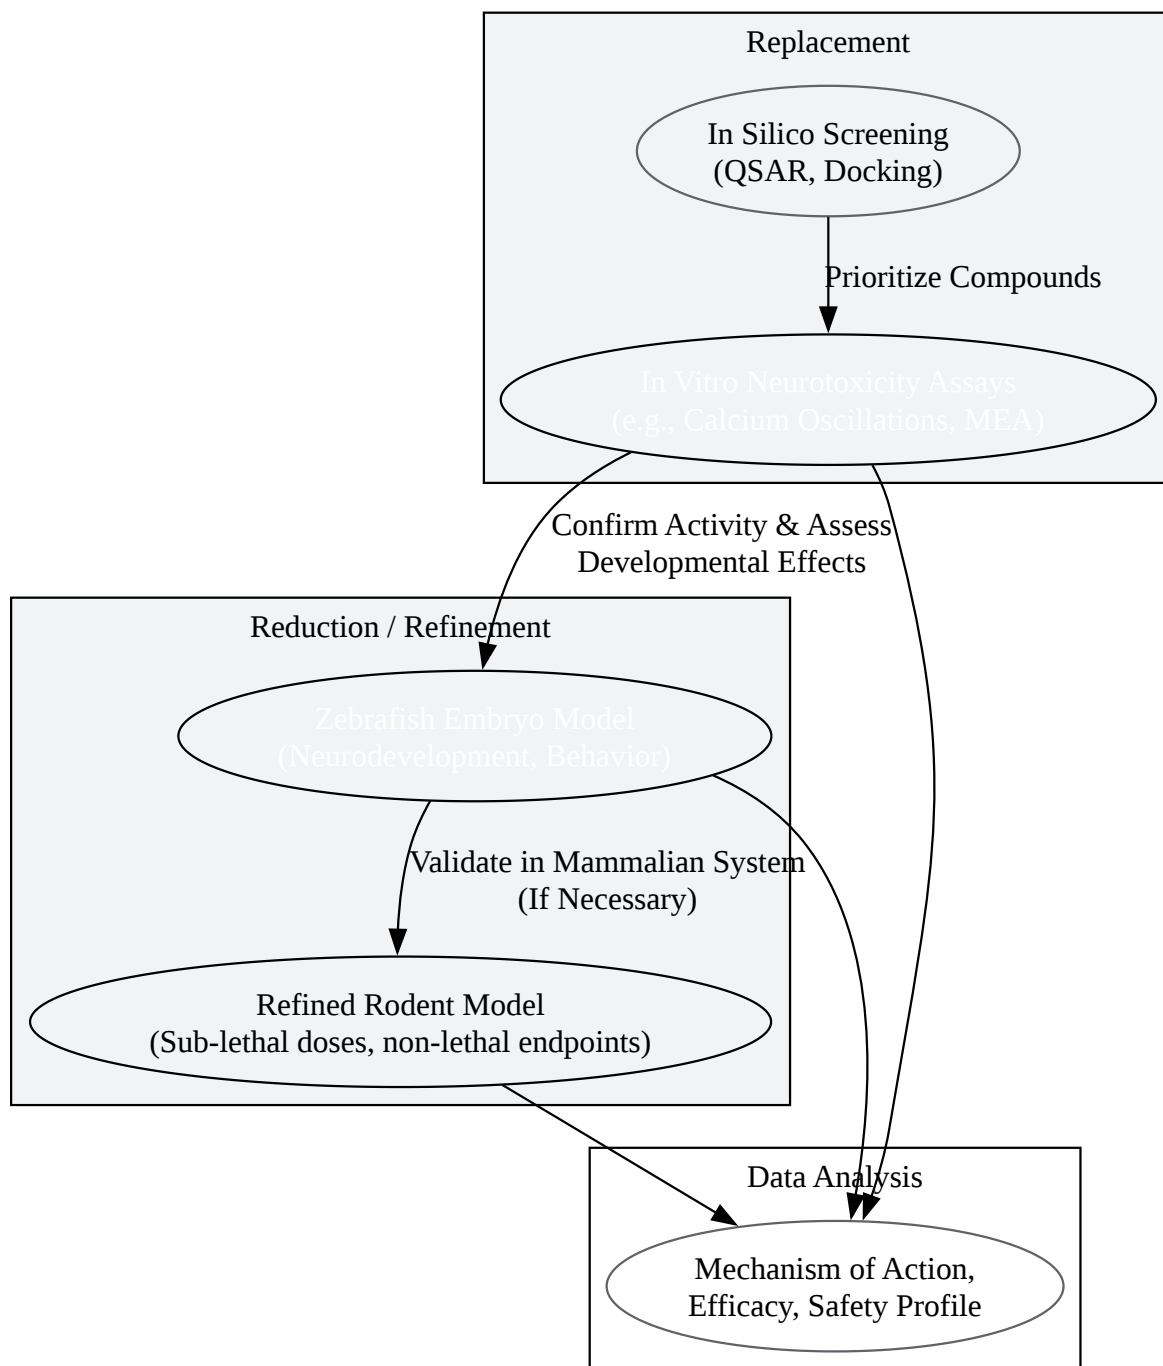 Replacement
In Silico Screening
(QSAR, Docking)
Prioritize Compounds
In Vitro Neurotoxicity Assays
(e.g., Calcium Oscillations, MEA)
Confirm Activity & Assess
Developmental Effects
Reduction / Refinement
Zebrafish Embryo Model
(Neurodevelopment, Behavior)
Validate in Mammalian System
(If Necessary)
Refined Rodent Model
(Sub-lethal doses, non-lethal endpoints)
Data Analysis
Mechanism of Action,
Efficacy, Safety Profile